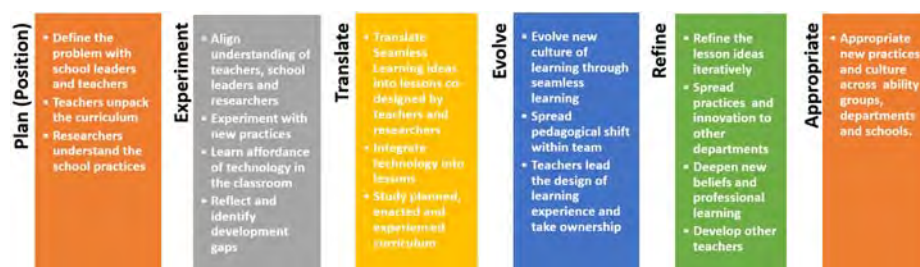 Plan (Position)
▪ Define the
problem with
school leaders
and teachers
▪ Teachers unpack
the curriculum
▪ Researchers
understand the
school practices
Experiment
▪ Align
understanding of
teachers, school
leaders and
researchers
▪ Experiment with
new practices
▪ Learn affordance
of technology in
the classroom
▪ Reflect and
identify
development
gaps
Translate
▪ Translate
Seamless
Learning ideas
into lessons co-
designed by
teachers and
researchers
▪ Integrate
technology into
lessons
▪ Study planned,
enacted and
experienced
curriculum
Evolve
▪ Evolve new
culture of
learning through
seamless
learning
▪ Spread
pedagogical shift
within team
▪ Teachers lead
the design of
learning
experience and
take ownership
Refine
▪ Refine the
lesson ideas
iteratively
▪ Spread
practices and
innovation to
other
departments
▪ Deepen new
beliefs and
professional
learning
▪ Develop other
teachers
Appropriate
▪ Appropriate
new practices
and culture
across ability
groups,
departments
and schools.